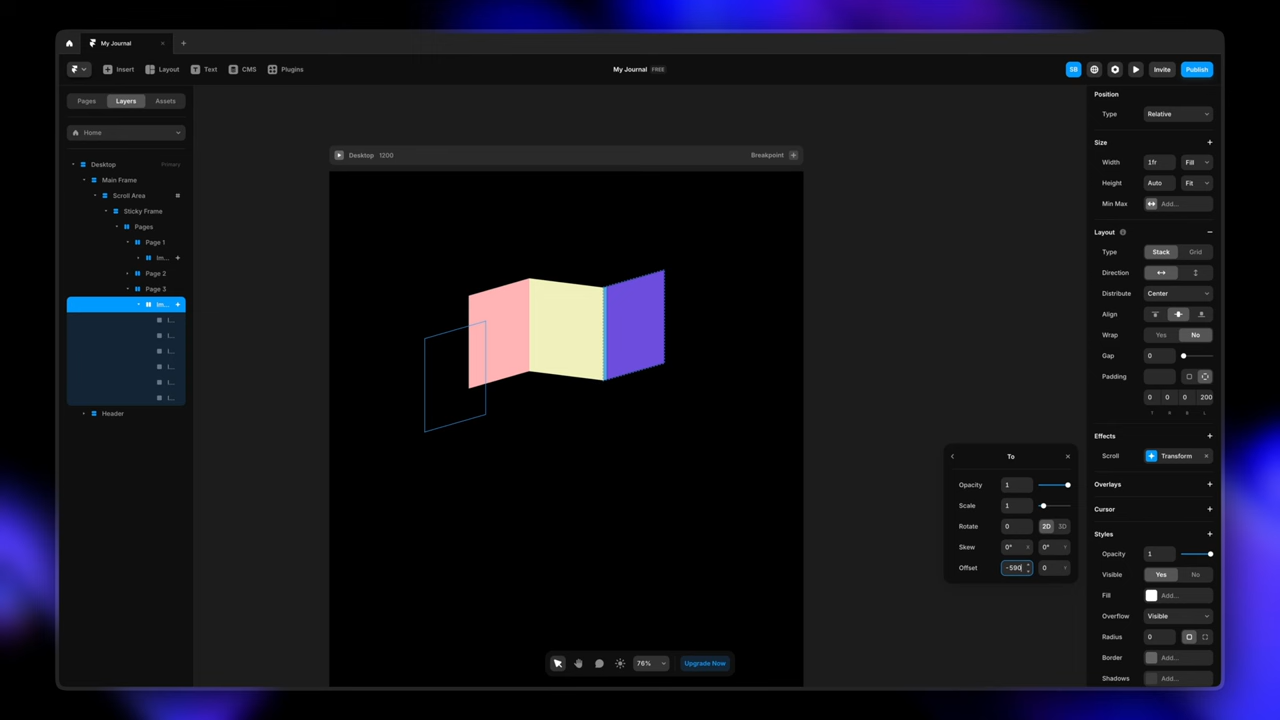 My Journal
Insert
Layout
Text
CMS
Plugins
My Journal FREE
SB
Invite
Publish
Pages
Layers
Assets
Home
Desktop
Primary
Main Frame
Scroll Area
Sticky Frame
Pages
Page 1
Im...
Page 2
Page 3
Im...
I...
I...
I...
I...
I...
I...
Header
Desktop 1200
Breakpoint
76%
Upgrade Now
To
Opacity 1
Scale 1
Rotate 0 2D 3D
Skew 0° X 0° Y
Offset -590 0 Y
Position
Type Relative
Size
Width 1fr Fill
Height Auto Fit
Min Max Add...
Layout
Type Stack Grid
Direction
Distribute Center
Align
Wrap Yes No
Gap 0
Padding
0 0 0 200
T R B L
Effects
Scroll Transform
Overlays
Cursor
Styles
Opacity 1
Visible Yes No
Fill Add...
Overflow Visible
Radius 0
Border Add...
Shadows Add...